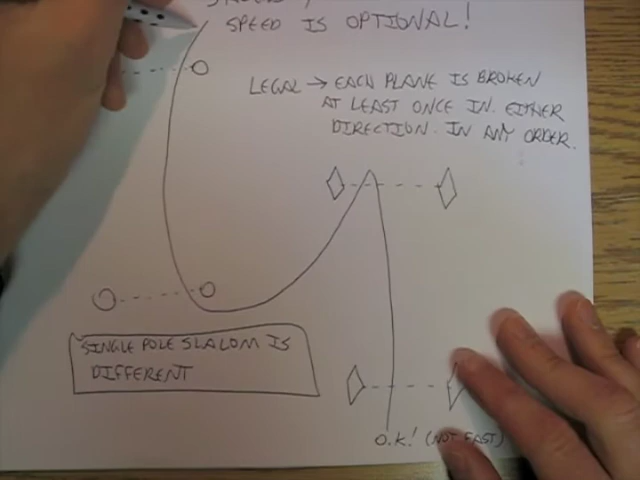 SPEED IS OPTIONAL!
LEGAL → EACH PLANE IS BROKEN
AT LEAST ONCE IN EITHER
DIRECTION. IN ANY ORDER.
SINGLE POLE SLALOM IS
DIFFERENT
O.K.! (NOT FAST)